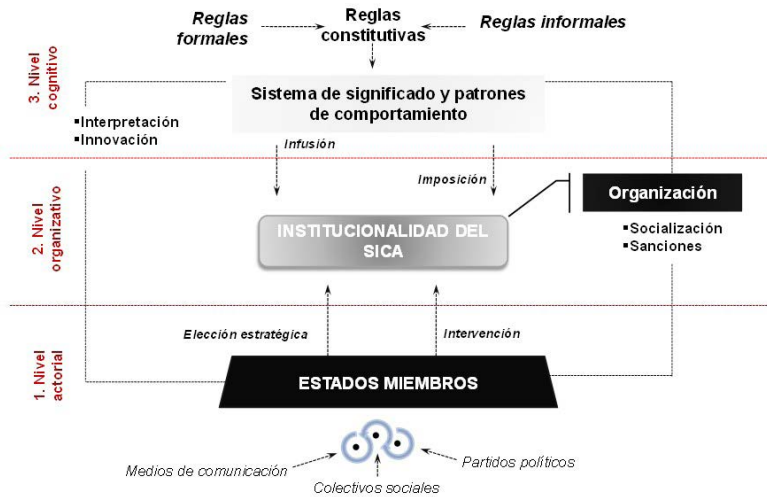 Reglas
formales
Reglas
constitutivas
Reglas informales
3. Nivel
cognitivo
Sistema de significado y patrones
de comportamiento
▪Interpretación
▪Innovación
Infusión
Imposición
Organización
2. Nivel
organizativo
INSTITUCIONALIDAD DEL
SICA
▪Socialización
▪Sanciones
Elección estratégica
Intervención
1. Nivel
actorial
ESTADOS MIEMBROS
Medios de comunicación
Partidos políticos
Colectivos sociales